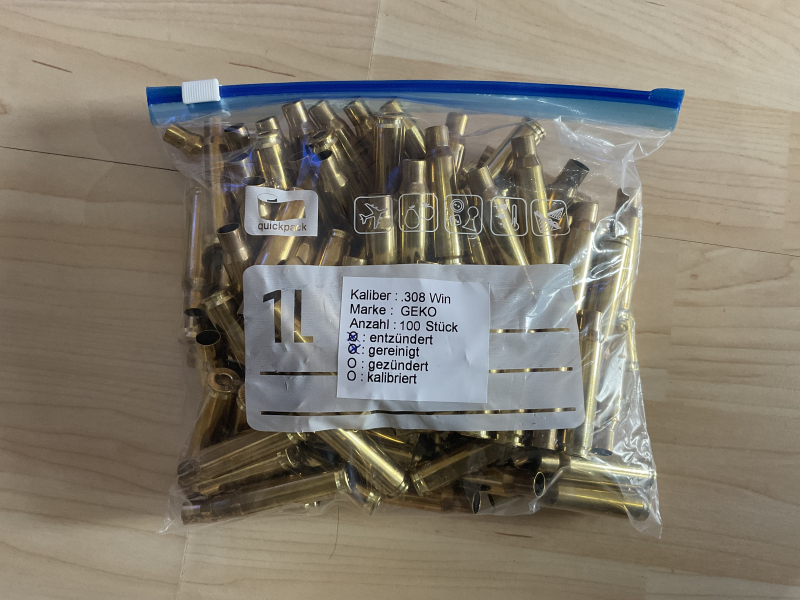 quickpack
1L
Kaliber : .308 Win
Marke : GEKO
Anzahl : 100 Stück
⊗ : entzündert
⊗ : gereinigt
O : gezündert
O : kalibriert